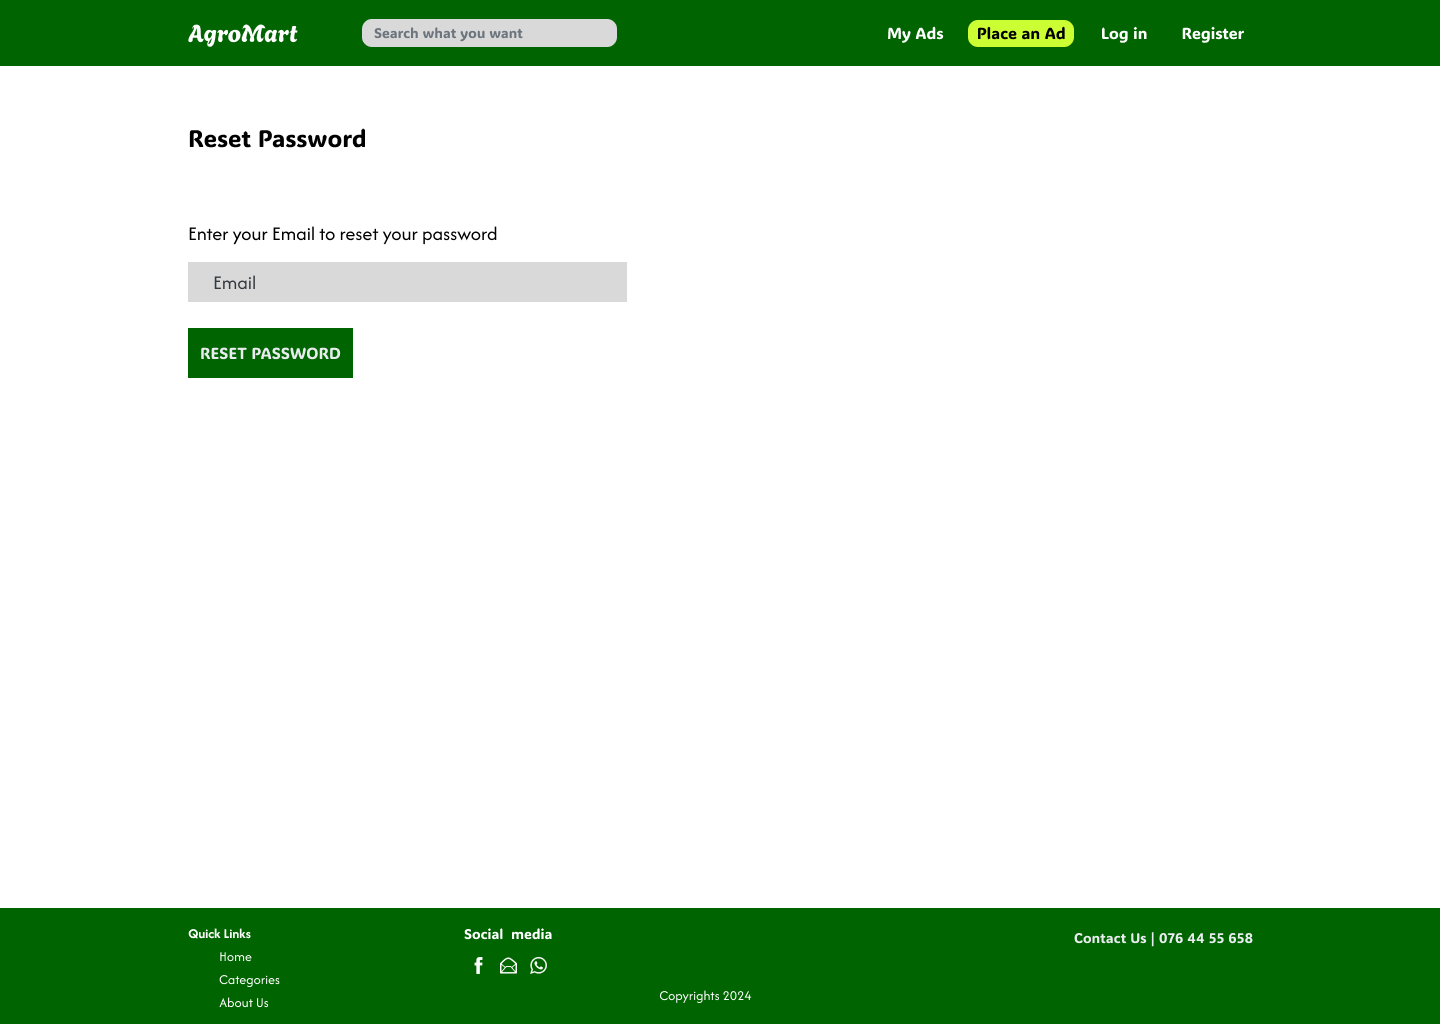 AgroMart
Search what you want
My Ads
Place an Ad
Log in
Register
Reset Password
Enter your Email to reset your password
Email
RESET PASSWORD
Quick Links
Home
Categories
About Us
Social media
Copyrights 2024
Contact Us | 076 44 55 658